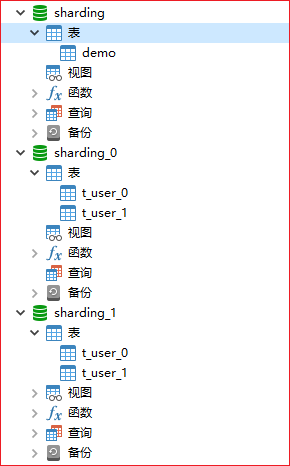 sharding
表
demo
视图
函数
查询
备份
sharding_0
表
t_user_0
t_user_1
视图
函数
查询
备份
sharding_1
表
t_user_0
t_user_1
视图
函数
查询
备份